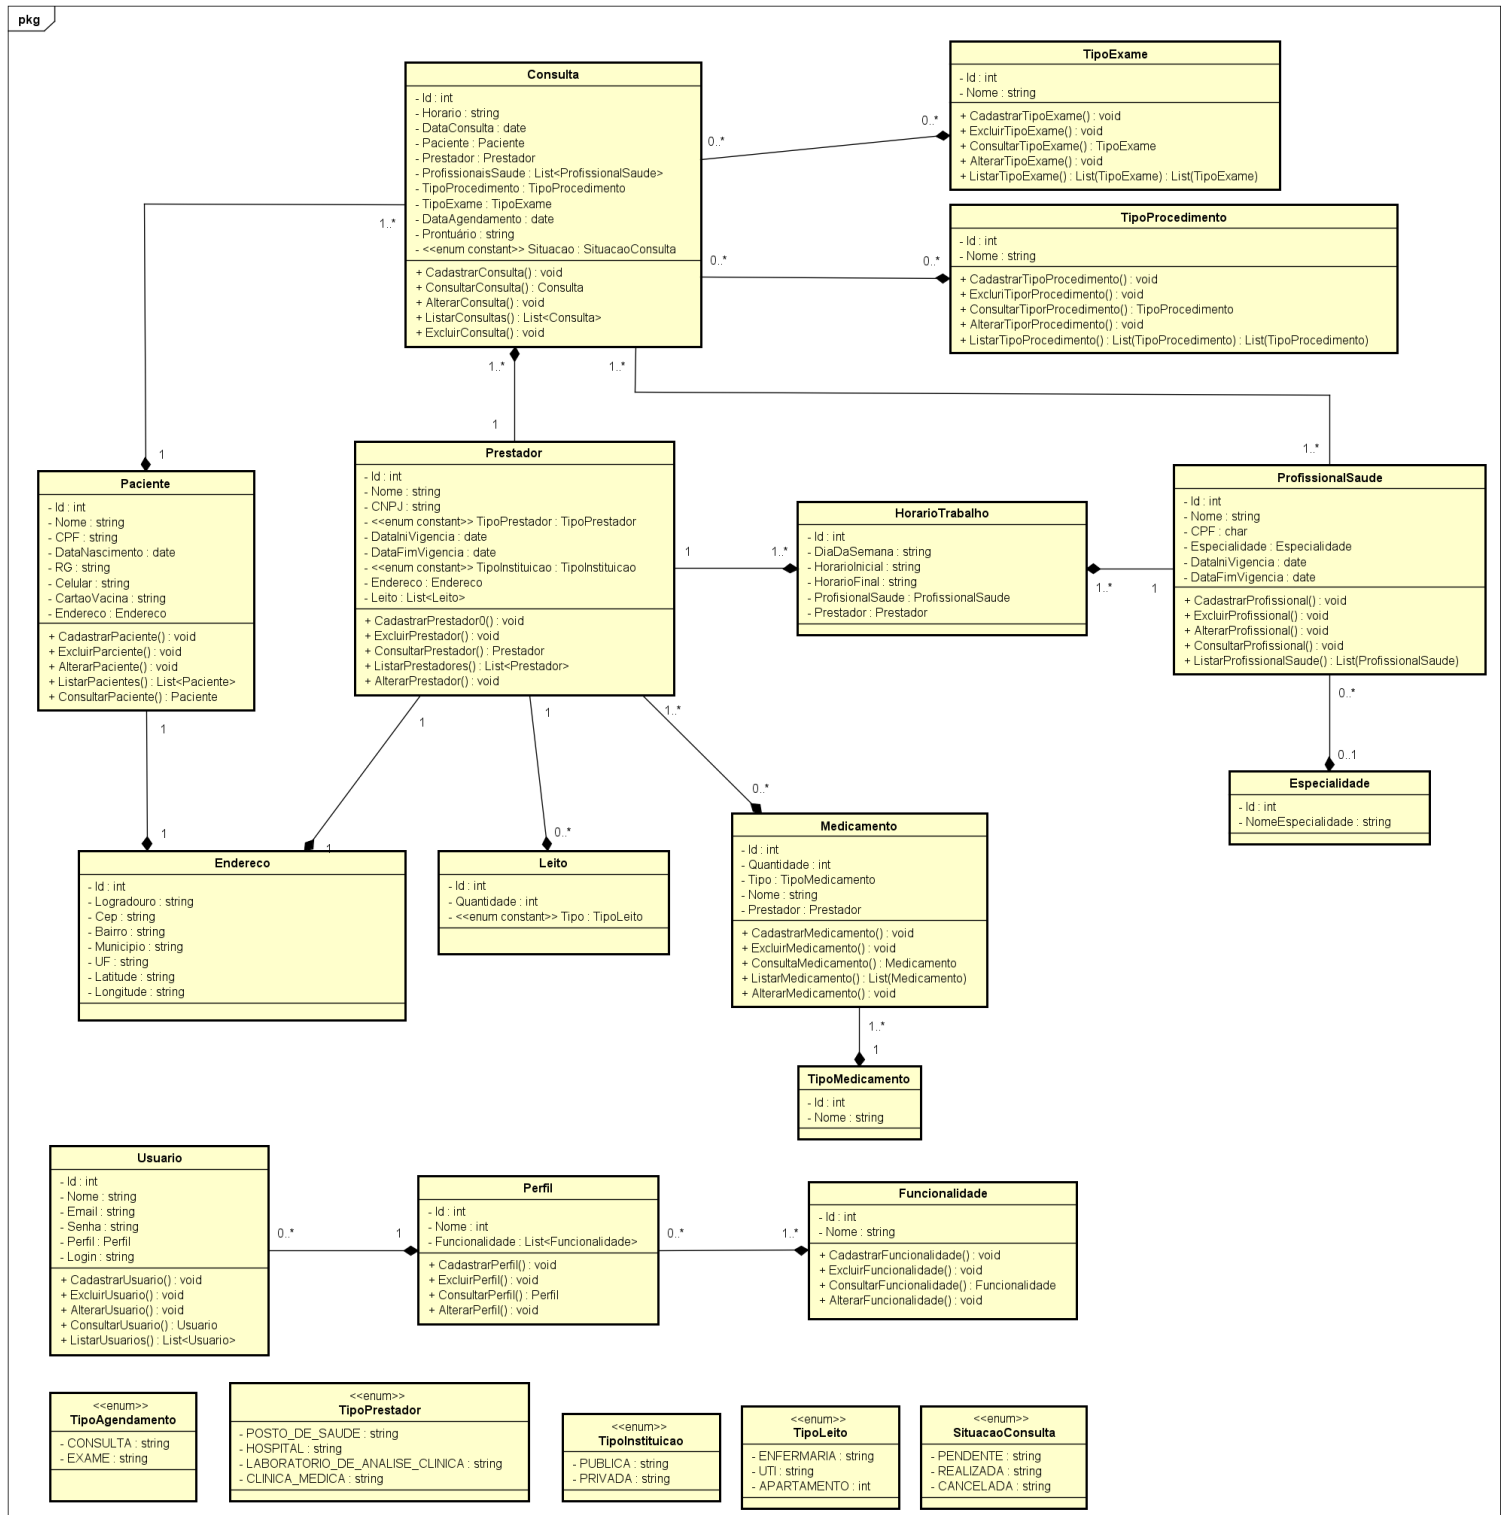 pkg
Consulta
- Id : int
- Horario : string
- DataConsulta : date
- Paciente : Paciente
- Prestador : Prestador
- ProfissionaisSaude : List<ProfissionalSaude>
- TipoProcedimento : TipoProcedimento
- TipoExame : TipoExame
- DataAgendamento : date
- Prontuário : string
- <<enum constant>> Situacao : SituacaoConsulta
+ CadastrarConsulta() : void
+ ConsultarConsulta() : Consulta
+ AlterarConsulta() : void
+ ListarConsultas() : List<Consulta>
+ ExcluirConsulta() : void
TipoExame
- Id : int
- Nome : string
+ CadastrarTipoExame() : void
+ ExcluirTipoExame() : void
+ ConsultarTipoExame() : TipoExame
+ AlterarTipoExame() : void
+ ListarTipoExame() : List(TipoExame) : List(TipoExame)
0..*
0..*
TipoProcedimento
- Id : int
- Nome : string
+ CadastrarTipoProcedimento() : void
+ ExcluriTiporProcedimento() : void
+ ConsultarTiporProcedimento() : TipoProcedimento
+ AlterarTiporProcedimento() : void
+ ListarTipoProcedimento() : List(TipoProcedimento) : List(TipoProcedimento)
0..*
0..*
1..*
1
1..*
1
1..*
1..*
Paciente
- Id : int
- Nome : string
- CPF : string
- DataNascimento : date
- RG : string
- Celular : string
- CartaoVacina : string
- Endereco : Endereco
+ CadastrarPaciente() : void
+ ExcluirParciente() : void
+ AlterarPaciente() : void
+ ListarPacientes() : List<Paciente>
+ ConsultarPaciente() : Paciente
Prestador
- Id : int
- Nome : string
- CNPJ : string
- <<enum constant>> TipoPrestador : TipoPrestador
- DataIniVigencia : date
- DataFimVigencia : date
- <<enum constant>> TipoInstituicao : TipoInstituicao
- Endereco : Endereco
- Leito : List<Leito>
+ CadastrarPrestador0() : void
+ ExcluirPrestador() : void
+ ConsultarPrestador() : Prestador
+ ListarPrestadores() : List<Prestador>
+ AlterarPrestador() : void
1
1..*
HorarioTrabalho
- Id : int
- DiaDaSemana : string
- HorarioInicial : string
- HorarioFinal : string
- ProfisionalSaude : ProfissionalSaude
- Prestador : Prestador
1..*
1
ProfissionalSaude
- Id : int
- Nome : string
- CPF : char
- Especialidade : Especialidade
- DataIniVigencia : date
- DataFimVigencia : date
+ CadastrarProfissional() : void
+ ExcluirProfissional() : void
+ AlterarProfissional() : void
+ ConsultarProfissional() : void
+ ListarProfissionalSaude() : List(ProfissionalSaude)
0..*
0..1
Especialidade
- Id : int
- NomeEspecialidade : string
1
1
1
1
1
0..*
1..*
0..*
Endereco
- Id : int
- Logradouro : string
- Cep : string
- Bairro : string
- Municipio : string
- UF : string
- Latitude : string
- Longitude : string
Leito
- Id : int
- Quantidade : int
- <<enum constant>> Tipo : TipoLeito
Medicamento
- Id : int
- Quantidade : int
- Tipo : TipoMedicamento
- Nome : string
- Prestador : Prestador
+ CadastrarMedicamento() : void
+ ExcluirMedicamento() : void
+ ConsultaMedicamento() : Medicamento
+ ListarMedicamento() : List(Medicamento)
+ AlterarMedicamento() : void
1..*
1
TipoMedicamento
- Id : int
- Nome : string
Usuario
- Id : int
- Nome : string
- Email : string
- Senha : string
- Perfil : Perfil
- Login : string
+ CadastrarUsuario() : void
+ ExcluirUsuario() : void
+ AlterarUsuario() : void
+ ConsultarUsuario() : Usuario
+ ListarUsuarios() : List<Usuario>
0..*
1
Perfil
- Id : int
- Nome : int
- Funcionalidade : List<Funcionalidade>
+ CadastrarPerfil() : void
+ ExcluirPerfil() : void
+ ConsultarPerfil() : Perfil
+ AlterarPerfil() : void
0..*
1..*
Funcionalidade
- Id : int
- Nome : string
+ CadastrarFuncionalidade() : void
+ ExcluirFuncionalidade() : void
+ ConsultarFuncionalidade() : Funcionalidade
+ AlterarFuncionalidade() : void
<<enum>>
TipoAgendamento
- CONSULTA : string
- EXAME : string
<<enum>>
TipoPrestador
- POSTO_DE_SAUDE : string
- HOSPITAL : string
- LABORATORIO_DE_ANALISE_CLINICA : string
- CLINICA_MEDICA : string
<<enum>>
TipoInstituicao
- PUBLICA : string
- PRIVADA : string
<<enum>>
TipoLeito
- ENFERMARIA : string
- UTI : string
- APARTAMENTO : int
<<enum>>
SituacaoConsulta
- PENDENTE : string
- REALIZADA : string
- CANCELADA : string